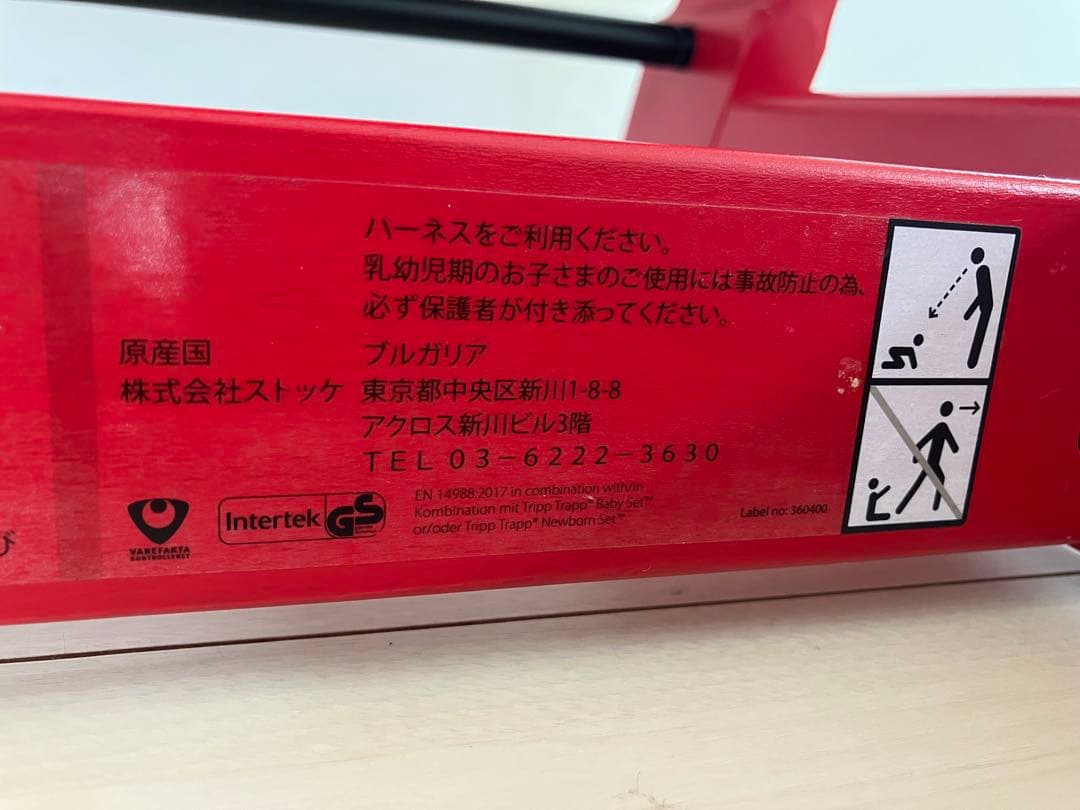 ハーネスをご利用ください。
乳幼児期のお子さまのご使用には事故防止の為、
必ず保護者が付き添ってください。
原産国 ブルガリア
株式会社ストッケ 東京都中央区新川1-8-8
アクロス新川ビル3階
TEL 03-6222-3630
び
VAREFAKTA
KONTROLLERET
Intertek GS
EN 14988:2017 in combination with/in
Kombination mit Tripp Trapp® Baby Set™
or/oder Tripp Trapp® Newborn Set™
Label no: 360400